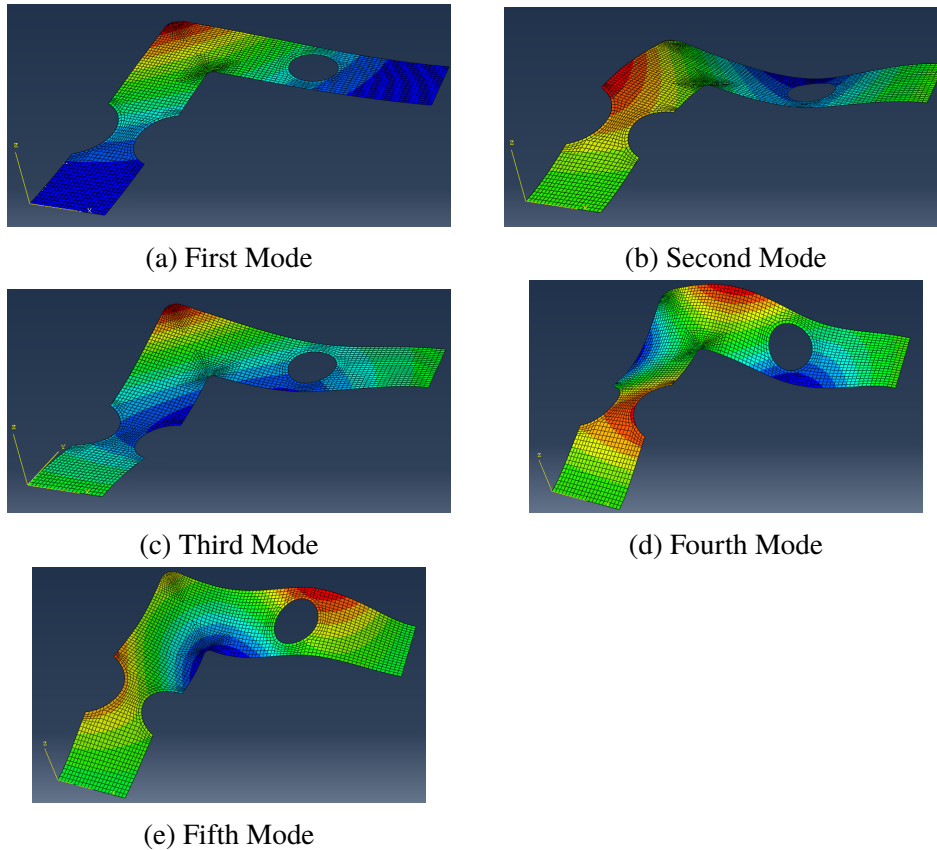 (a) First Mode
(b) Second Mode
(c) Third Mode
(d) Fourth Mode
(e) Fifth Mode